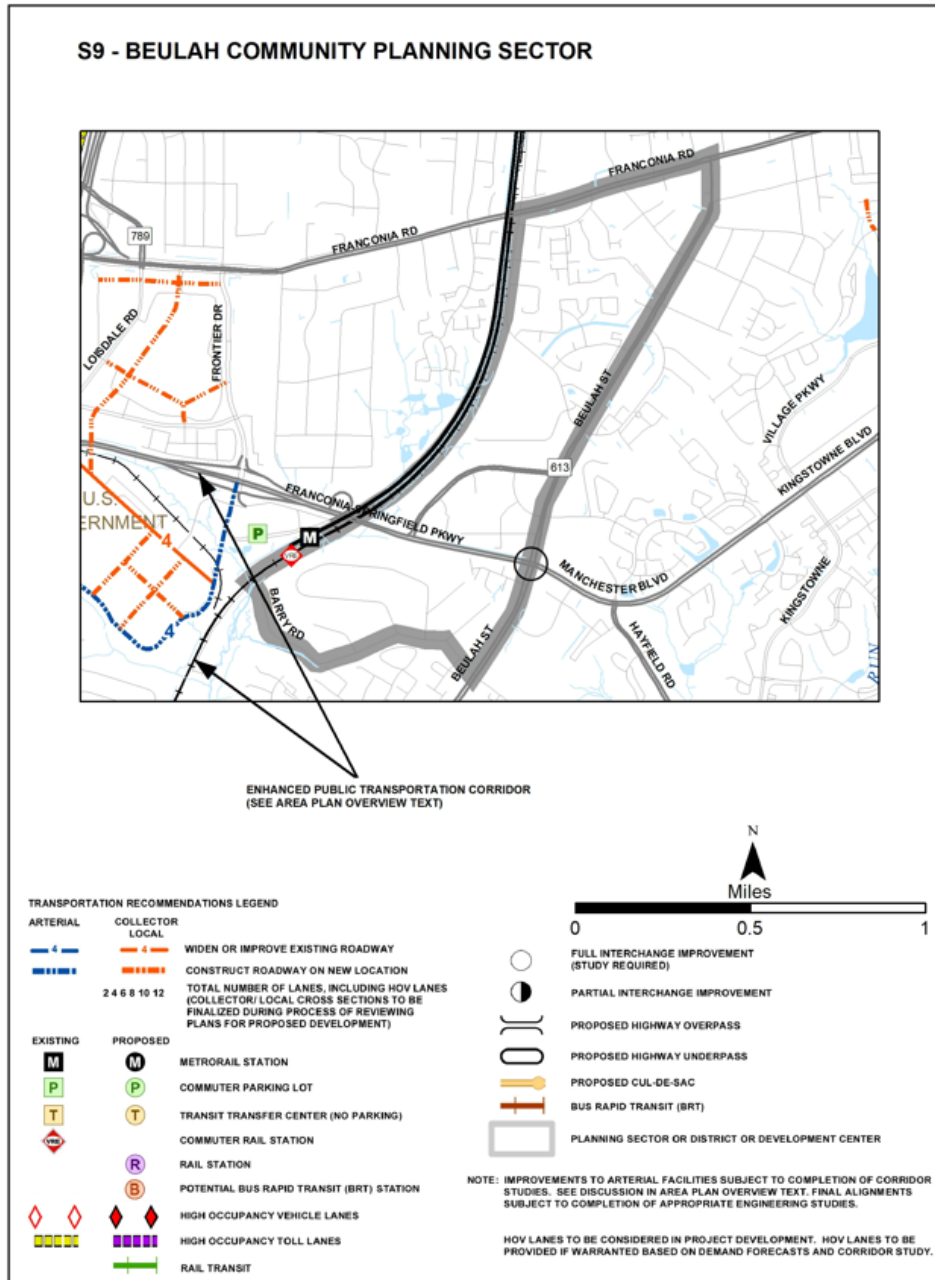 S9 - BEULAH COMMUNITY PLANNING SECTOR
FRANCONIA RD
789
FRANCONIA RD
LOISDALE RD
FRONTIER DR
BEULAH ST
VILLAGE PKWY
613
KINGSTOWNE BLVD
FRANCONIA-SPRINGFIELD PKWY
U.S.
ERNMENT
P
M
VRE
4
MANCHESTER BLVD
KINGSTOWNE
BARRY RD
HAYFIELD RD
4
BEULAH ST
RUN
ENHANCED PUBLIC TRANSPORTATION CORRIDOR
(SEE AREA PLAN OVERVIEW TEXT)
N
Miles
0 0.5 1
TRANSPORTATION RECOMMENDATIONS LEGEND
ARTERIAL
COLLECTOR
LOCAL
4 4 WIDEN OR IMPROVE EXISTING ROADWAY
CONSTRUCT ROADWAY ON NEW LOCATION
2 4 6 8 10 12 TOTAL NUMBER OF LANES, INCLUDING HOV LANES
(COLLECTOR/ LOCAL CROSS SECTIONS TO BE
FINALIZED DURING PROCESS OF REVIEWING
PLANS FOR PROPOSED DEVELOPMENT)
EXISTING PROPOSED
M M METRORAIL STATION
P P COMMUTER PARKING LOT
T T TRANSIT TRANSFER CENTER (NO PARKING)
VRE COMMUTER RAIL STATION
R RAIL STATION
B POTENTIAL BUS RAPID TRANSIT (BRT) STATION
HIGH OCCUPANCY VEHICLE LANES
HIGH OCCUPANCY TOLL LANES
RAIL TRANSIT
FULL INTERCHANGE IMPROVEMENT
(STUDY REQUIRED)
PARTIAL INTERCHANGE IMPROVEMENT
PROPOSED HIGHWAY OVERPASS
PROPOSED HIGHWAY UNDERPASS
PROPOSED CUL-DE-SAC
BUS RAPID TRANSIT (BRT)
PLANNING SECTOR OR DISTRICT OR DEVELOPMENT CENTER
NOTE: IMPROVEMENTS TO ARTERIAL FACILITIES SUBJECT TO COMPLETION OF CORRIDOR
STUDIES. SEE DISCUSSION IN AREA PLAN OVERVIEW TEXT. FINAL ALIGNMENTS
SUBJECT TO COMPLETION OF APPROPRIATE ENGINEERING STUDIES.
HOV LANES TO BE CONSIDERED IN PROJECT DEVELOPMENT. HOV LANES TO BE
PROVIDED IF WARRANTED BASED ON DEMAND FORECASTS AND CORRIDOR STUDY.